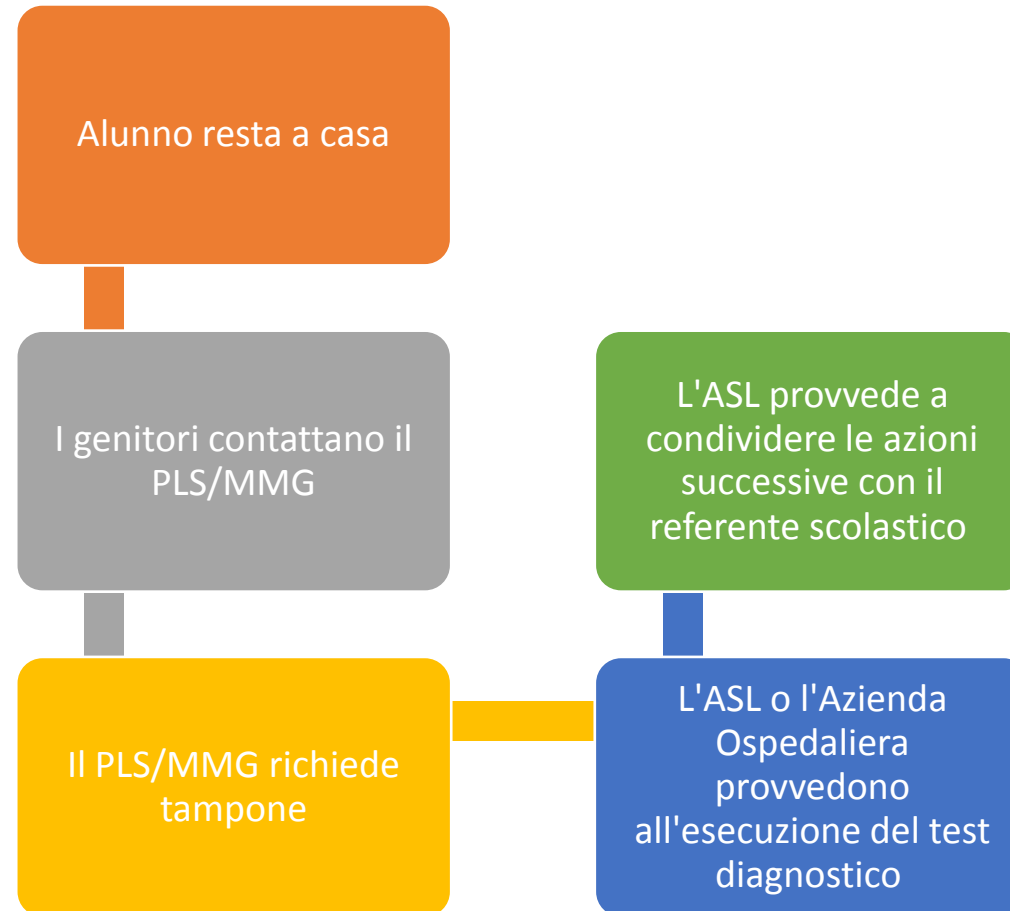 Alunno resta a casa
I genitori contattano il
PLS/MMG
Il PLS/MMG richiede
tampone
L'ASL o l'Azienda
Ospedaliera
provvedono
all'esecuzione del test
diagnostico
L'ASL provvede a
condividere le azioni
successive con il
referente scolastico